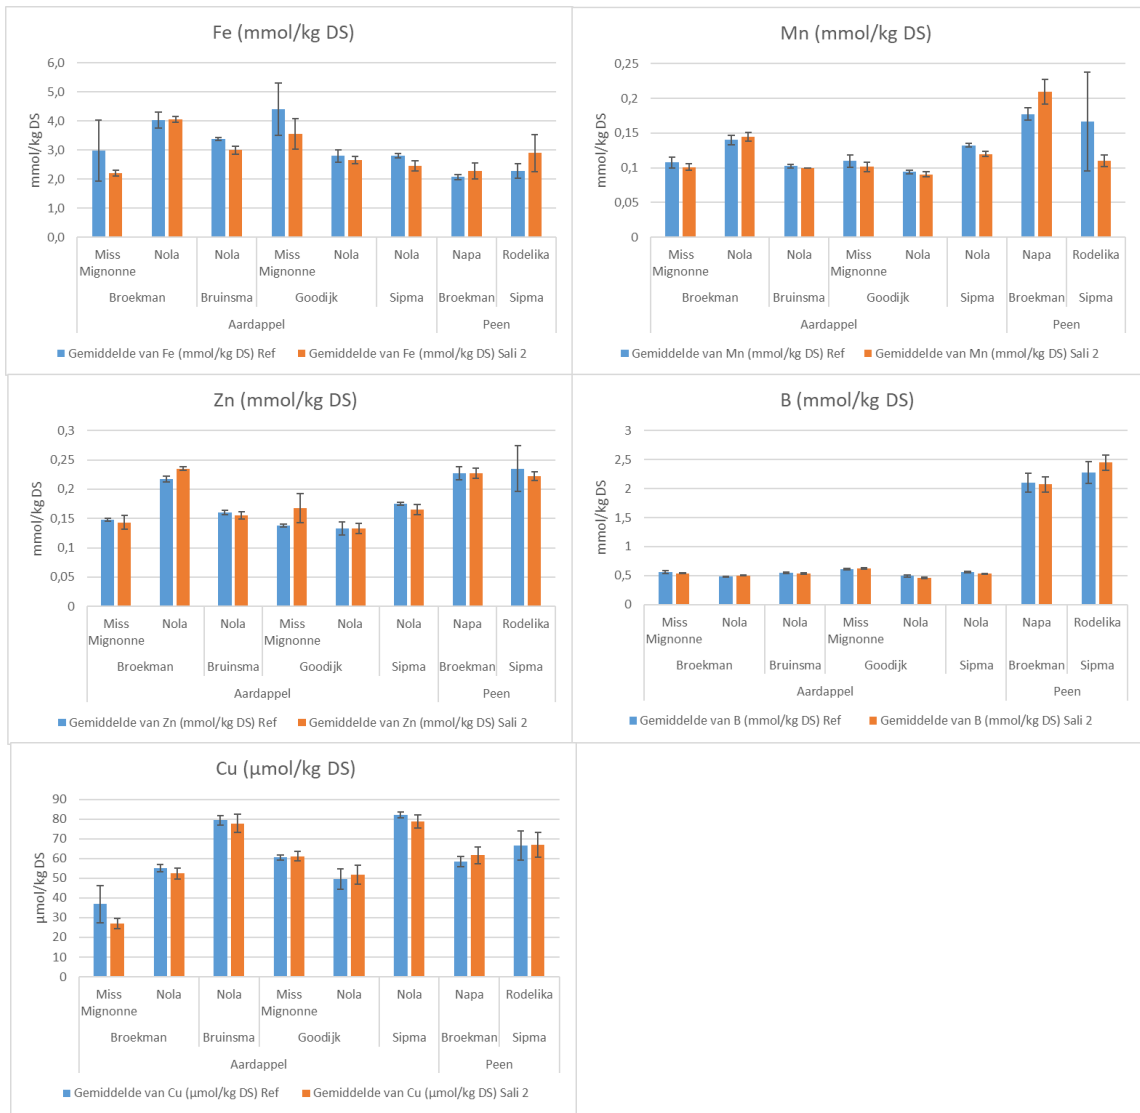 Fe (mmol/kg DS)
mmol/kg DS
6,0
5,0
4,0
3,0
2,0
1,0
0,0
Miss Mignonne Nola Nola Miss Mignonne Nola Nola Napa Rodelika
Broekman Bruinsma Goodijk Sipma Broekman Sipma
Aardappel Peen
Gemiddelde van Fe (mmol/kg DS) Ref Gemiddelde van Fe (mmol/kg DS) Sali 2
Mn (mmol/kg DS)
mmol/kg DS
0,25
0,2
0,15
0,1
0,05
0
Miss Mignonne Nola Nola Miss Mignonne Nola Nola Napa Rodelika
Broekman Bruinsma Goodijk Sipma Broekman Sipma
Aardappel Peen
Gemiddelde van Mn (mmol/kg DS) Ref Gemiddelde van Mn (mmol/kg DS) Sali 2
Zn (mmol/kg DS)
mmol/kg DS
0,3
0,25
0,2
0,15
0,1
0,05
0
Miss Mignonne Nola Nola Miss Mignonne Nola Nola Napa Rodelika
Broekman Bruinsma Goodijk Sipma Broekman Sipma
Aardappel Peen
Gemiddelde van Zn (mmol/kg DS) Ref Gemiddelde van Zn (mmol/kg DS) Sali 2
B (mmol/kg DS)
mmol/kg DS
3
2,5
2
1,5
1
0,5
0
Miss Mignonne Nola Nola Miss Mignonne Nola Nola Napa Rodelika
Broekman Bruinsma Goodijk Sipma Broekman Sipma
Aardappel Peen
Gemiddelde van B (mmol/kg DS) Ref Gemiddelde van B (mmol/kg DS) Sali 2
Cu (µmol/kg DS)
µmol/kg DS
90
80
70
60
50
40
30
20
10
0
Miss Mignonne Nola Nola Miss Mignonne Nola Nola Napa Rodelika
Broekman Bruinsma Goodijk Sipma Broekman Sipma
Aardappel Peen
Gemiddelde van Cu (µmol/kg DS) Ref Gemiddelde van Cu (µmol/kg DS) Sali 2